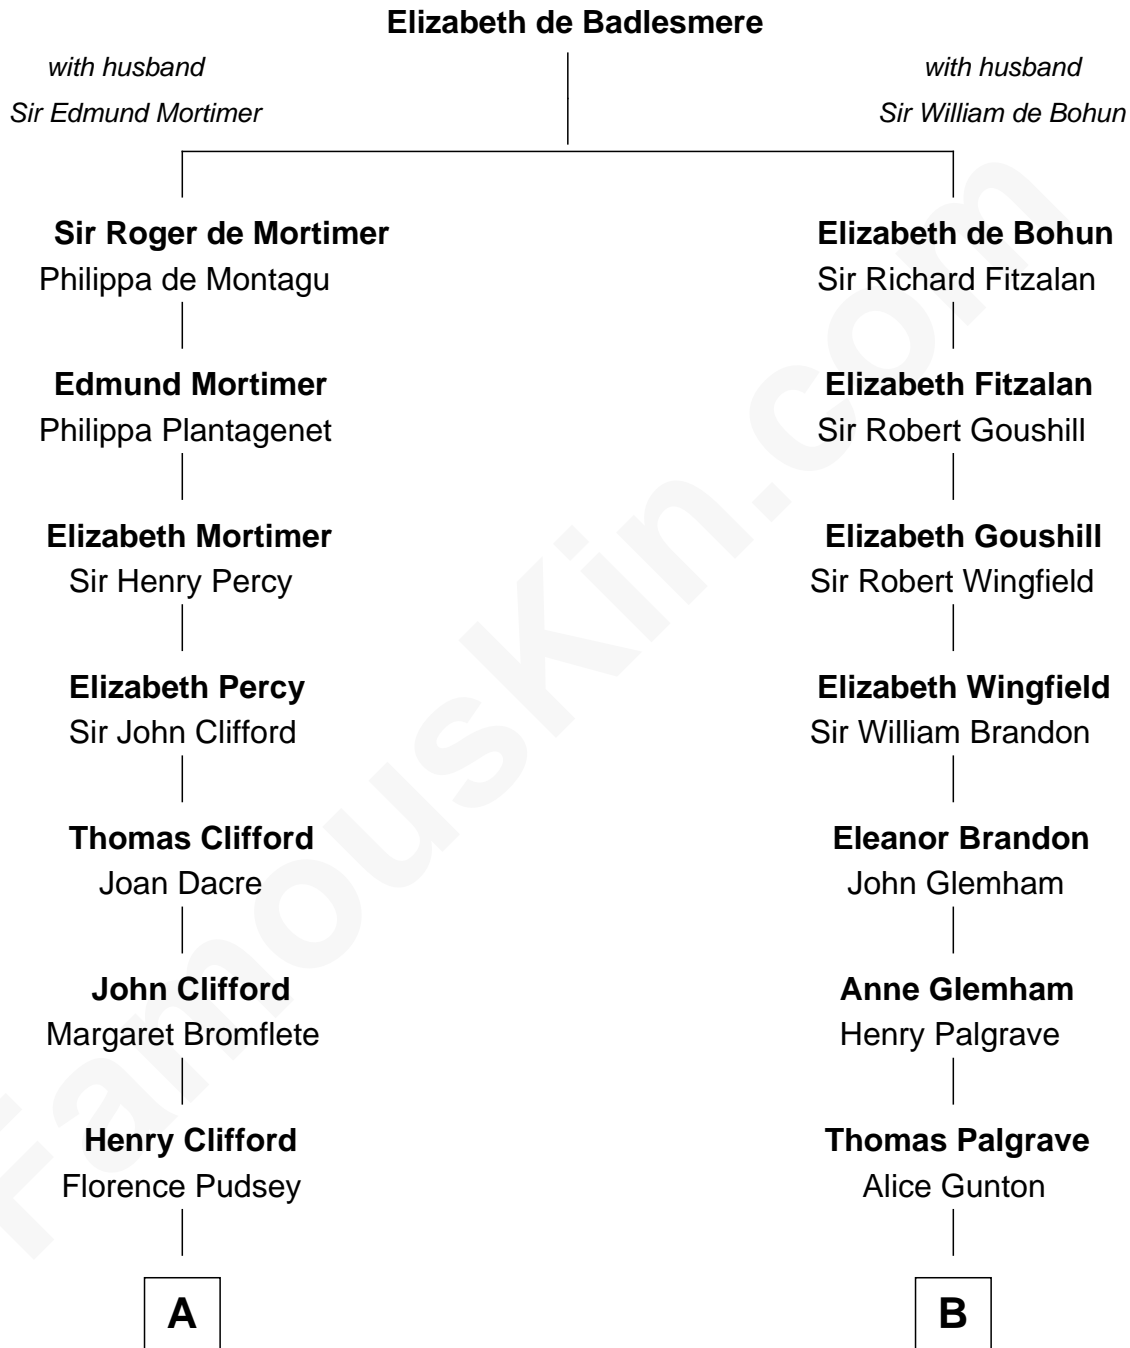 Elizabeth de Badlesmere
with husband
Sir Edmund Mortimer
with husband
Sir William de Bohun
Sir Roger de Mortimer
Philippa de Montagu
Edmund Mortimer
Philippa Plantagenet
Elizabeth Mortimer
Sir Henry Percy
Elizabeth Percy
Sir John Clifford
Thomas Clifford
Joan Dacre
John Clifford
Margaret Bromflete
Henry Clifford
Florence Pudsey
A
Elizabeth de Bohun
Sir Richard Fitzalan
Elizabeth Fitzalan
Sir Robert Goushill
Elizabeth Goushill
Sir Robert Wingfield
Elizabeth Wingfield
Sir William Brandon
Eleanor Brandon
John Glemham
Anne Glemham
Henry Palgrave
Thomas Palgrave
Alice Gunton
B
FamousKin.com